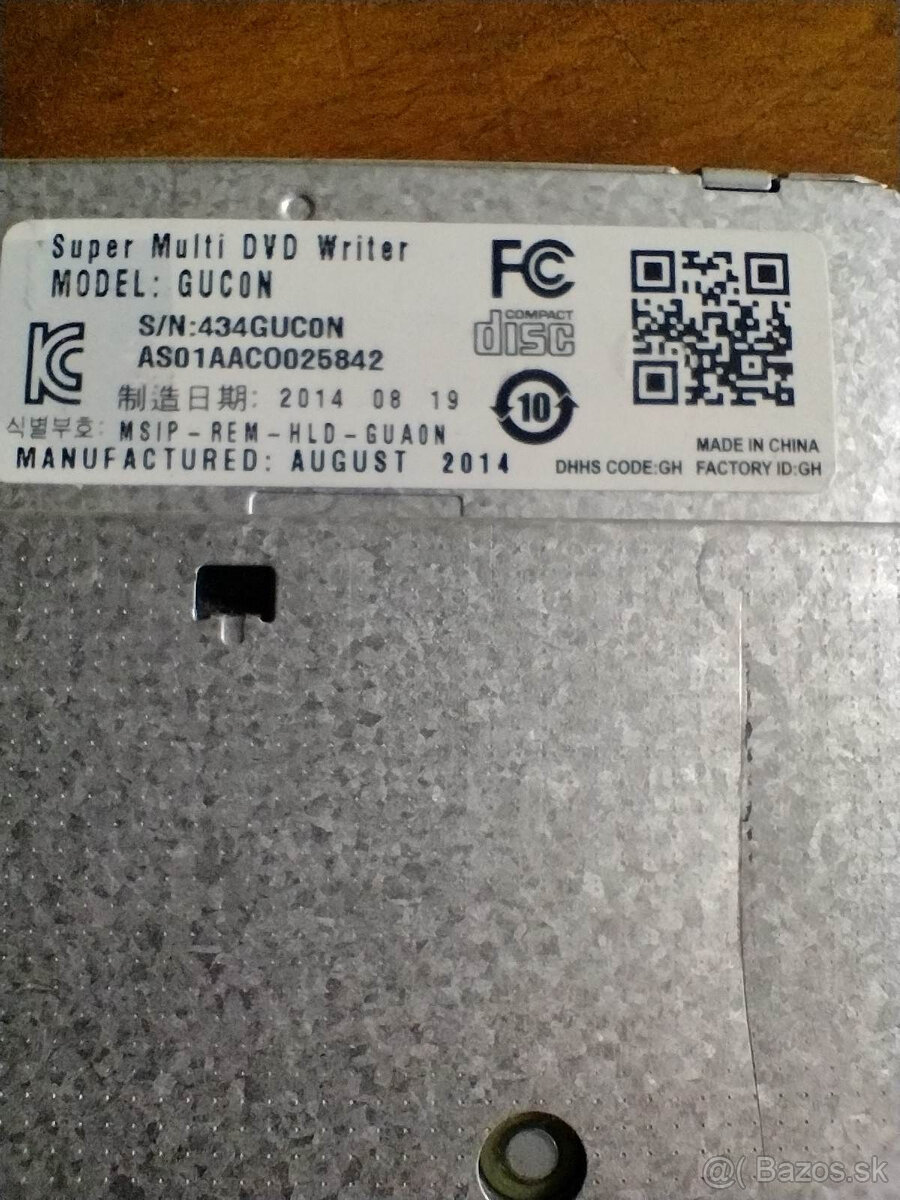 Super Multi DVD Writer
MODEL: GUC0N
S/N:434GUC0N
AS01AACO025842
制造日期: 2014 08 19
식별부호: MSIP-REM-HLD-GUA0N
MANUFACTURED: AUGUST 2014
FC
COMPACT
disc
10
MADE IN CHINA
DHHS CODE:GH FACTORY ID:GH
@( Bazos.sk